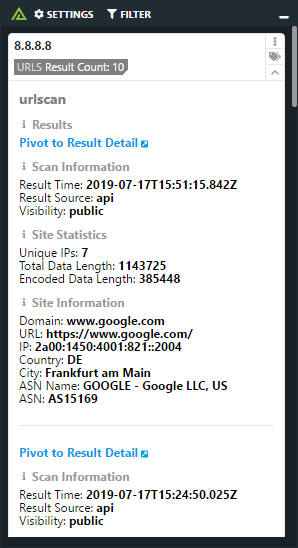 SETTINGS FILTER
8.8.8.8
URLS Result Count: 10
urlscan
i Results
Pivot to Result Detail
i Scan Information
Result Time: 2019-07-17T15:51:15.842Z
Result Source: api
Visibility: public
i Site Statistics
Unique IPs: 7
Total Data Length: 1143725
Encoded Data Length: 385448
i Site Information
Domain: www.google.com
URL: https://www.google.com/
IP: 2a00:1450:4001:821::2004
Country: DE
City: Frankfurt am Main
ASN Name: GOOGLE - Google LLC, US
ASN: AS15169
Pivot to Result Detail
i Scan Information
Result Time: 2019-07-17T15:24:50.025Z
Result Source: api
Visibility: public